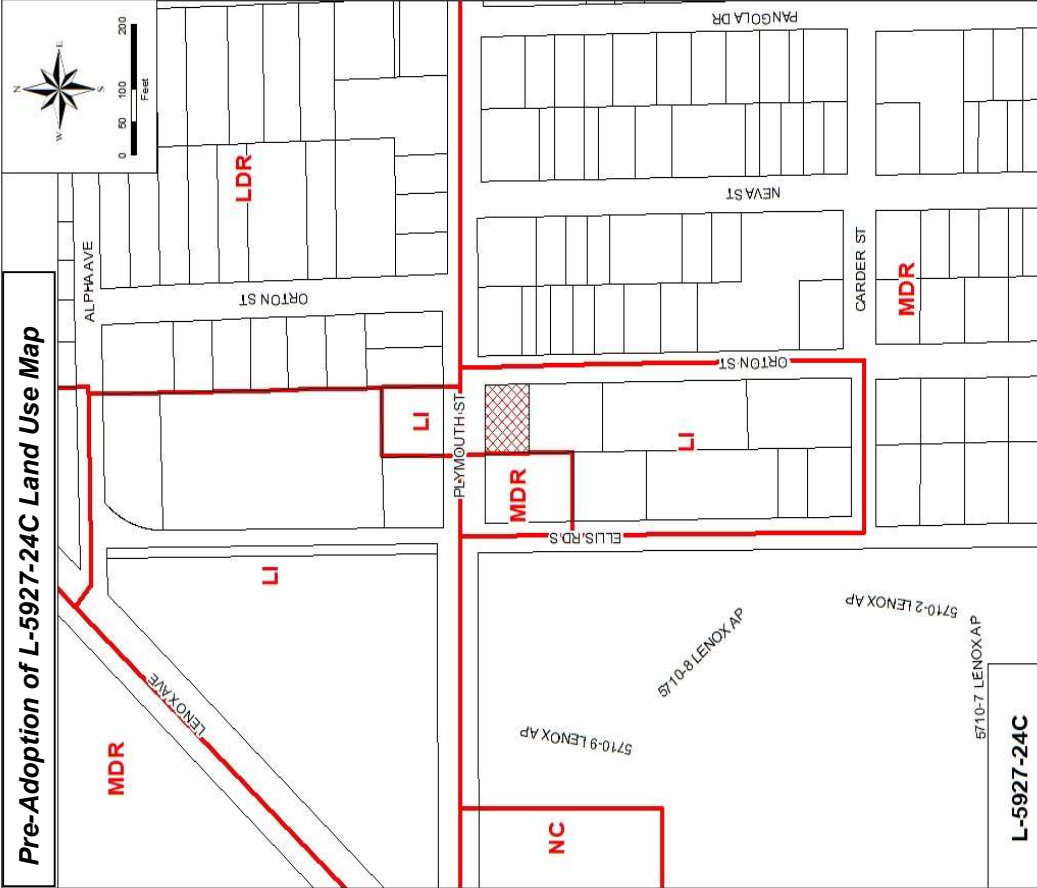 Pre-Adoption of L-5927-24C Land Use Map
N
W
E
S
0 50 100 200
Feet
ALPHA AVE
LDR
PANGOLA DR
ORTON ST
NEVA ST
LENOX AVE
MDR
LI
LI
PLYMOUTH ST
MDR
LI
ORTON ST
CARDER ST
MDR
ELLIS RD S
NC
5710-9 LENOX AP
5710-8 LENOX AP
5710-2 LENOX AP
5710-7 LENOX AP
L-5927-24C